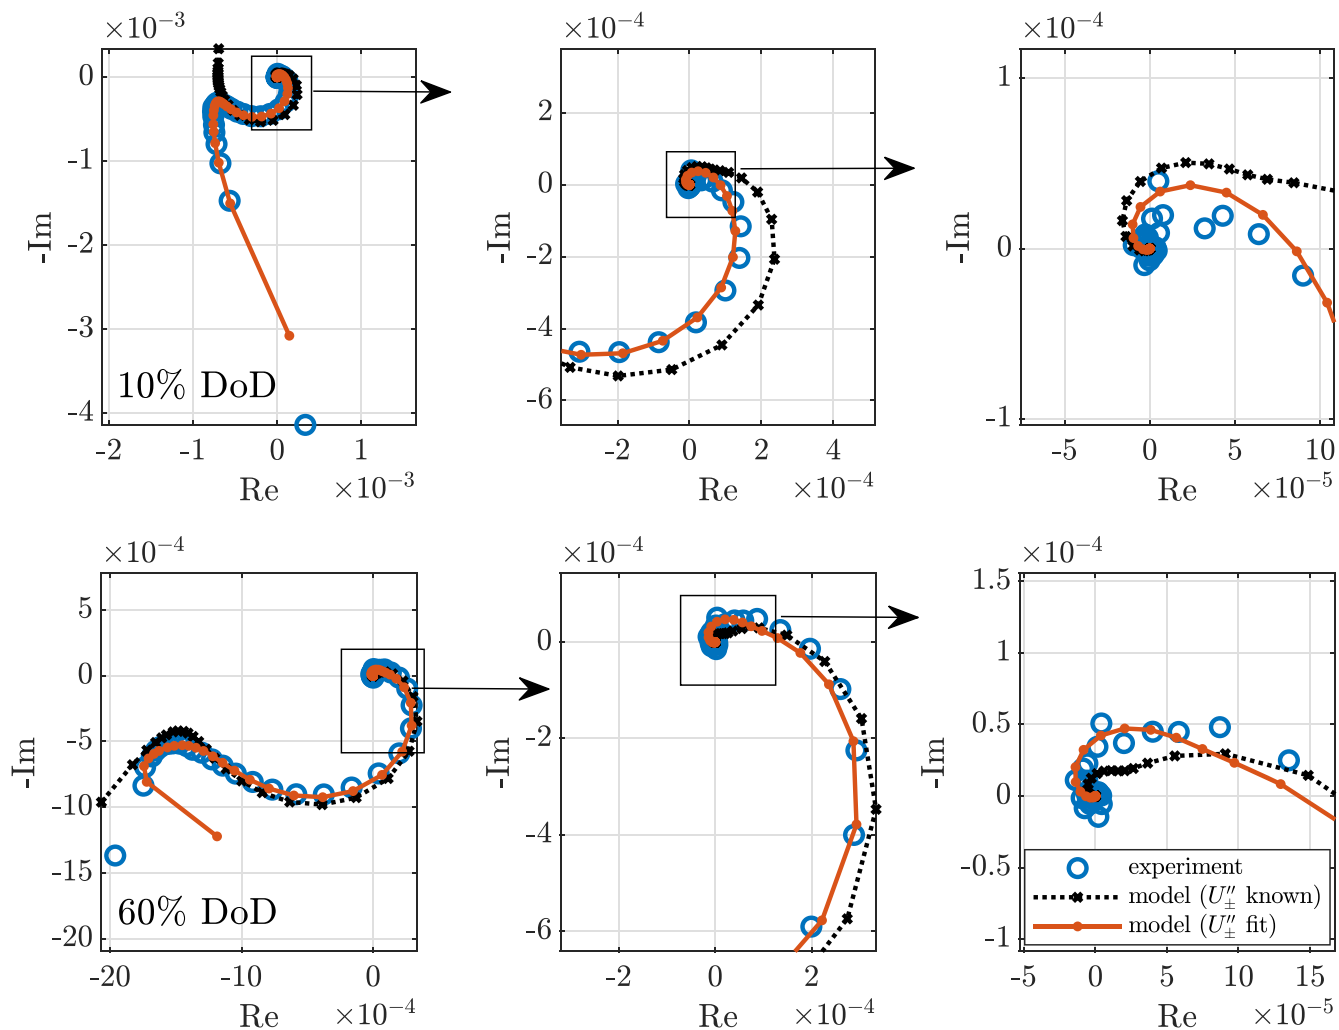 ×10⁻³
0
-1
-2
-3
-4
-Im
10% DoD
-2 -1 0 1
Re ×10⁻³
×10⁻⁴
2
0
-2
-4
-6
-Im
-2 0 2 4
Re ×10⁻⁴
×10⁻⁴
1
0
-1
-Im
-5 0 5 10
Re ×10⁻⁵
×10⁻⁴
5
0
-5
-10
-15
-20
-Im
60% DoD
-20 -10 0
Re ×10⁻⁴
×10⁻⁴
0
-2
-4
-6
-Im
-2 0 2
Re ×10⁻⁴
×10⁻⁴
1.5
1
0.5
0
-0.5
-1
-Im
experiment
model (U″± known)
model (U″± fit)
-5 0 5 10 15
Re ×10⁻⁵